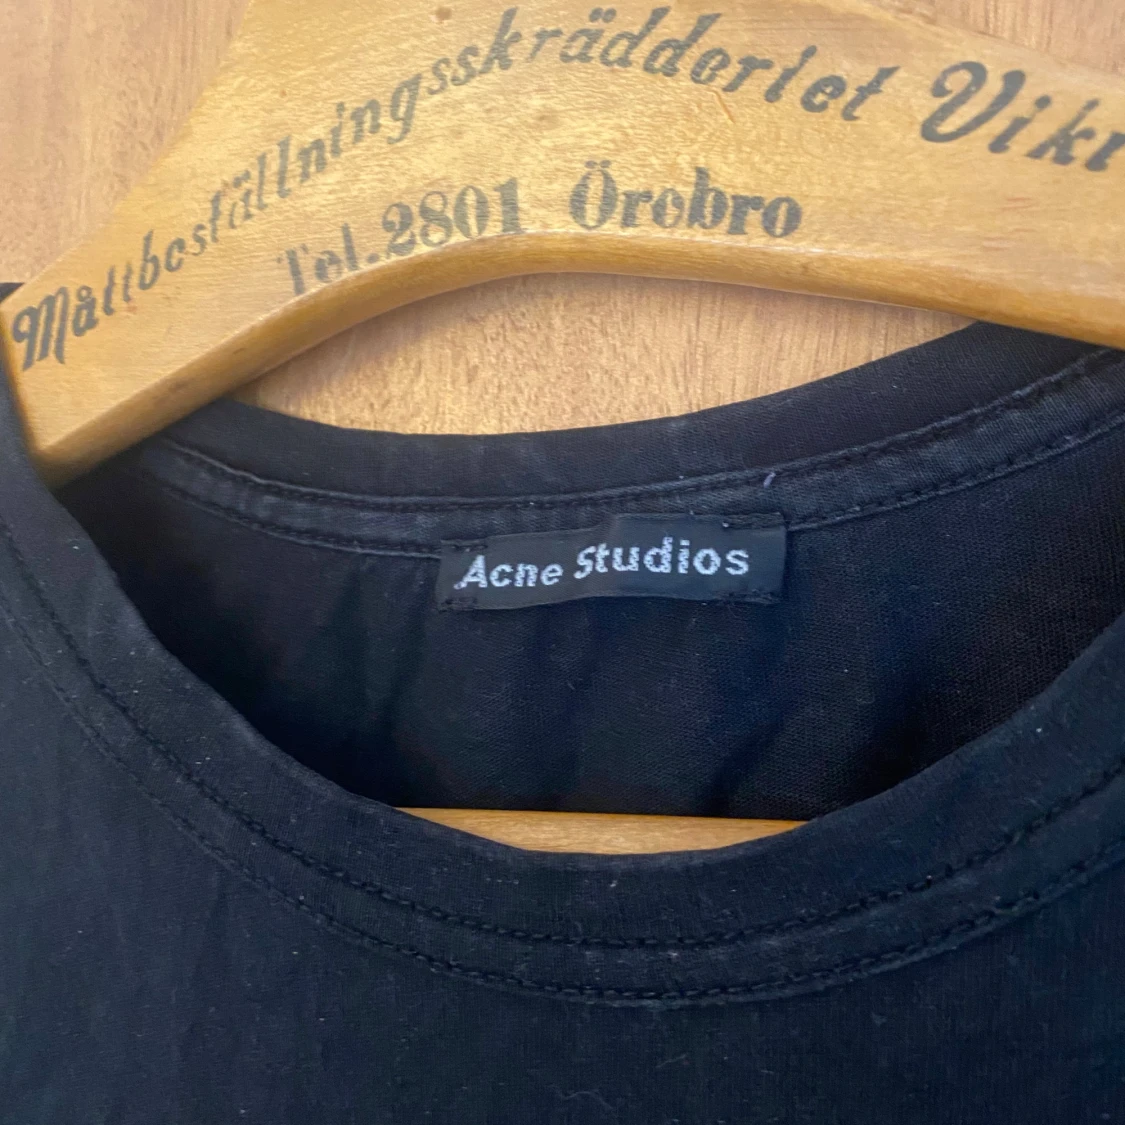 Måttbeställningsskrädderiet
Tel. 2801 Örebro
Acne Studios